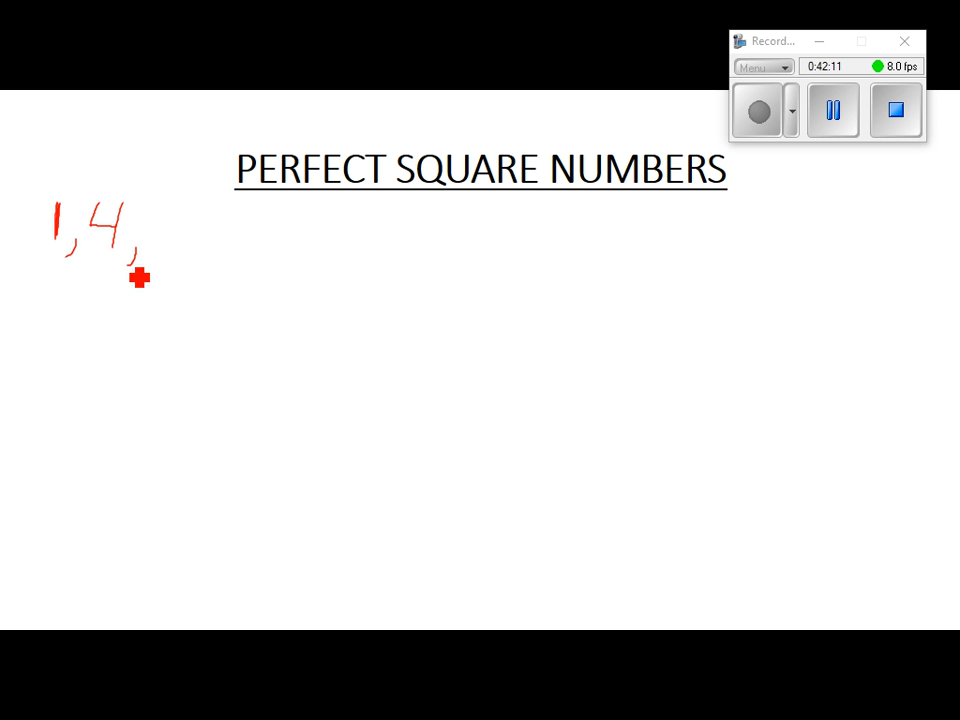 Record...
Menu
0:42:11
8.0 fps
PERFECT SQUARE NUMBERS
1, 4,